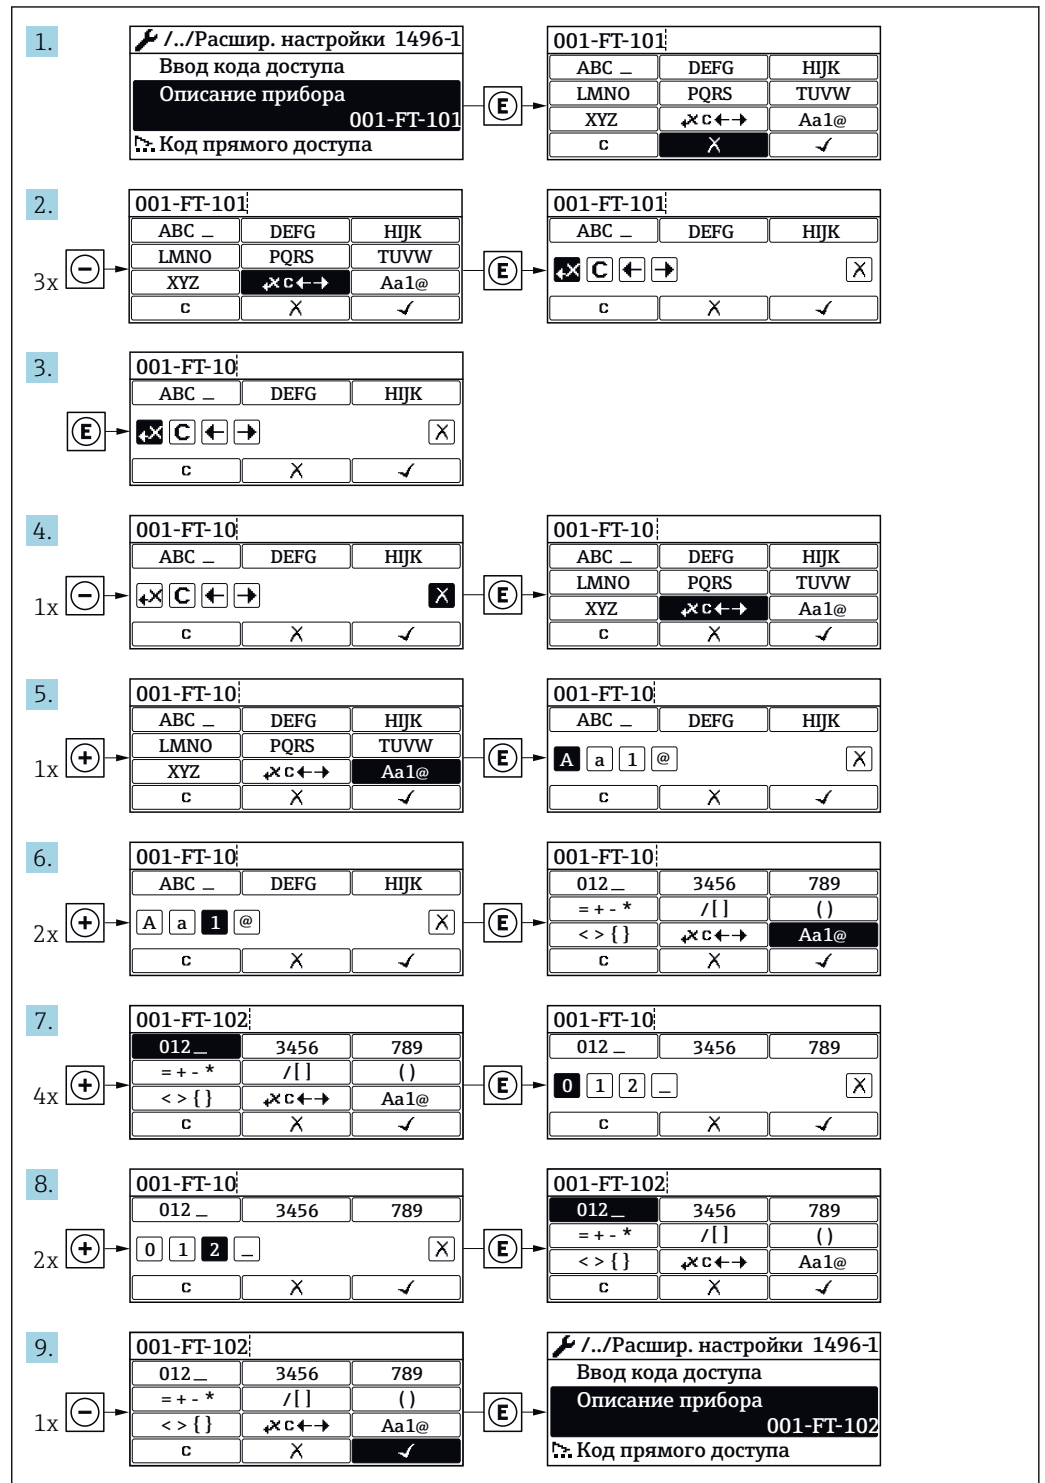 1.
/../Расшир. настройки 1496-1
Ввод кода доступа
Описание прибора
001-FT-101
Код прямого доступа
E
001-FT-101
ABC _ DEFG HIJK
LMNO PQRS TUVW
XYZ C Aa1@
C X ✓
2.
3x
001-FT-101
ABC _ DEFG HIJK
LMNO PQRS TUVW
XYZ C Aa1@
C X ✓
E
001-FT-101
ABC _ DEFG HIJK
C ← → X
C X ✓
3.
E
001-FT-10
ABC _ DEFG HIJK
C ← → X
C X ✓
4.
1x
001-FT-10
ABC _ DEFG HIJK
C ← → X
C X ✓
E
001-FT-10
ABC _ DEFG HIJK
LMNO PQRS TUVW
XYZ C Aa1@
C X ✓
5.
1x
001-FT-10
ABC _ DEFG HIJK
LMNO PQRS TUVW
XYZ C Aa1@
C X ✓
E
001-FT-10
ABC _ DEFG HIJK
A a 1 @ X
C X ✓
6.
2x
001-FT-10
ABC _ DEFG HIJK
A a 1 @ X
C X ✓
E
001-FT-10
012_ 3456 789
= + - * / [ ] ( )
< > { } C Aa1@
C X ✓
7.
4x
001-FT-102
012_ 3456 789
= + - * / [ ] ( )
< > { } C Aa1@
C X ✓
E
001-FT-10
012 _ 3456 789
0 1 2 _ X
C X ✓
8.
2x
001-FT-10
012 _ 3456 789
0 1 2 _ X
C X ✓
E
001-FT-102
012_ 3456 789
= + - * / [ ] ( )
< > { } C Aa1@
C X ✓
9.
1x
001-FT-102
012_ 3456 789
= + - * / [ ] ( )
< > { } C Aa1@
C X ✓
E
/../Расшир. настройки 1496-1
Ввод кода доступа
Описание прибора
001-FT-102
Код прямого доступа